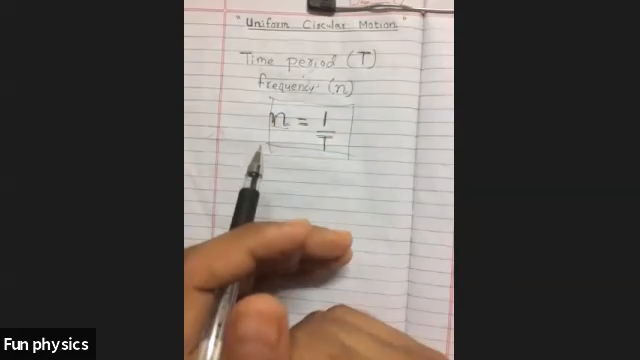 "Uniform Circular Motion"
Time period (T)
frequency (n)
n = 1/T
Fun physics